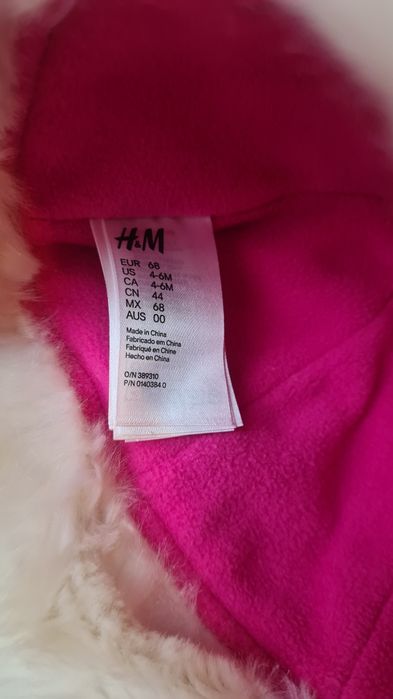 H&M
EUR 68
US 4-6M
CA 4-6M
CN 44
MX 68
AUS 00
Made in China
Fabricado em China
Fabriqué en Chine
Hecho en China
O/N 389310
P/N 0140384 0